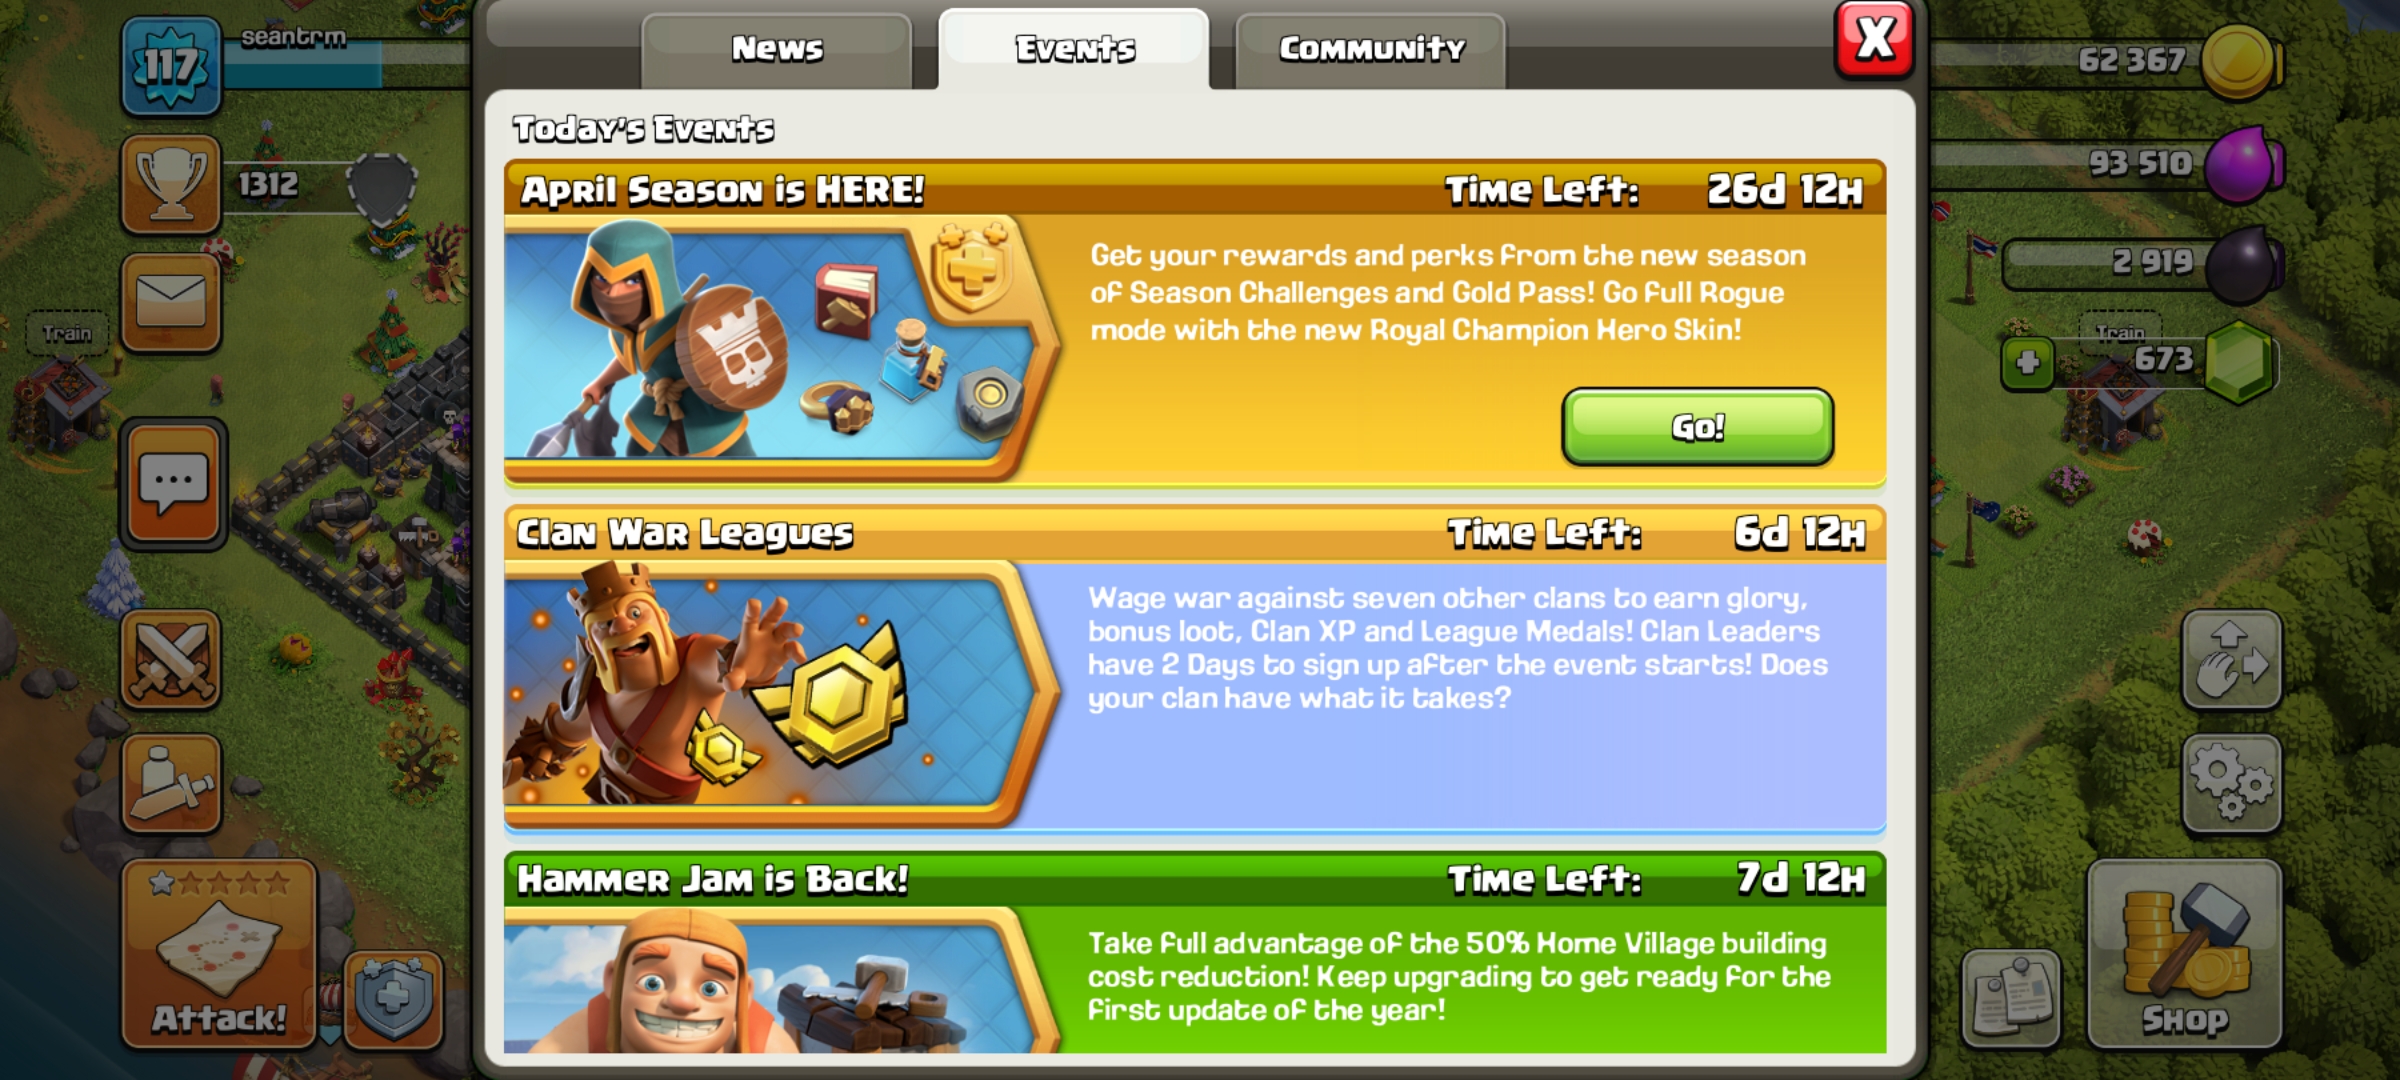 117
seantrm
1312
Train
Attack!
News
Events
Community
X
Today's Events
April Season is HERE!
Time Left: 26d 12H
Get your rewards and perks from the new season
of Season Challenges and Gold Pass! Go full Rogue
mode with the new Royal Champion Hero Skin!
Go!
Clan War Leagues
Time Left: 6d 12H
Wage war against seven other clans to earn glory,
bonus loot, Clan XP and League Medals! Clan Leaders
have 2 Days to sign up after the event starts! Does
your clan have what it takes?
Hammer Jam is Back!
Time Left: 7d 12H
Take full advantage of the 50% Home Village building
cost reduction! Keep upgrading to get ready for the
first update of the year!
62 367
93 510
2 919
Train
673
Shop